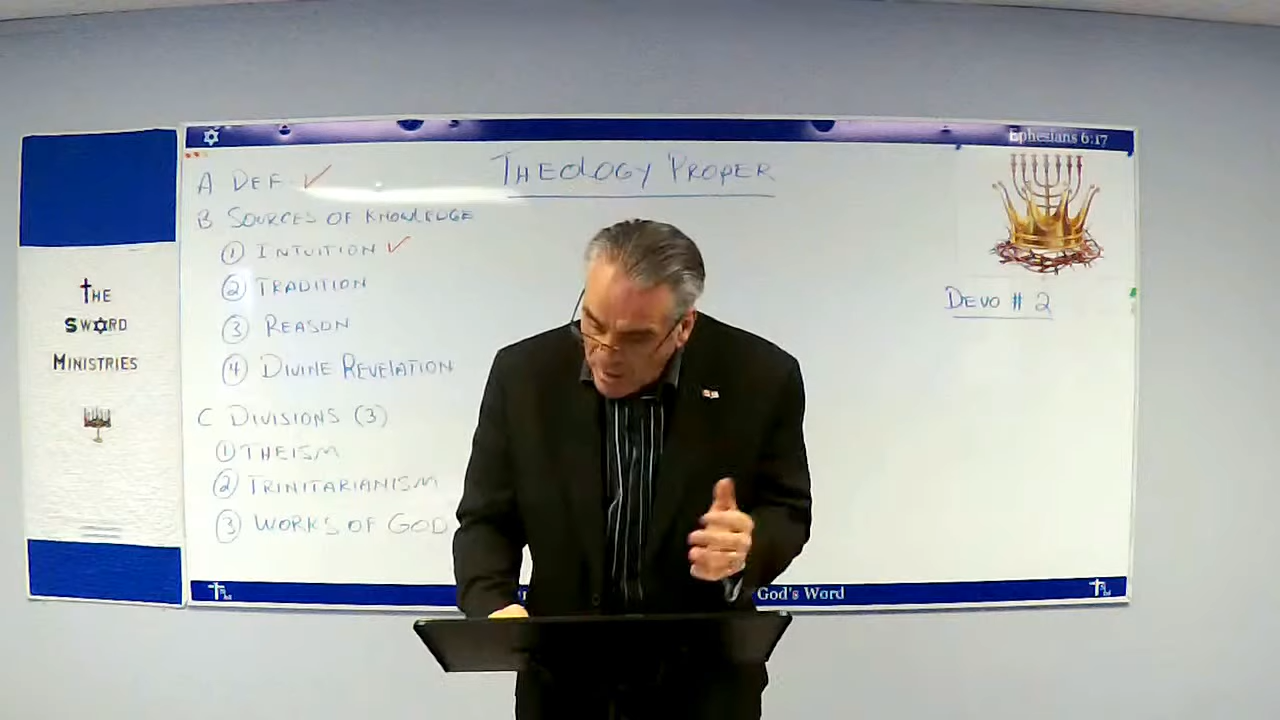 Ephesians 6:17
THEOLOGY PROPER
A DEF ✓
B SOURCES OF KNOWLEDGE
① INTUITION ✓
② TRADITION
③ REASON
④ DIVINE REVELATION
C DIVISIONS (3)
① THEISM
② TRINITARIANISM
③ WORKS OF GOD
DEVO # 2
THE
SWORD
MINISTRIES
God's Word